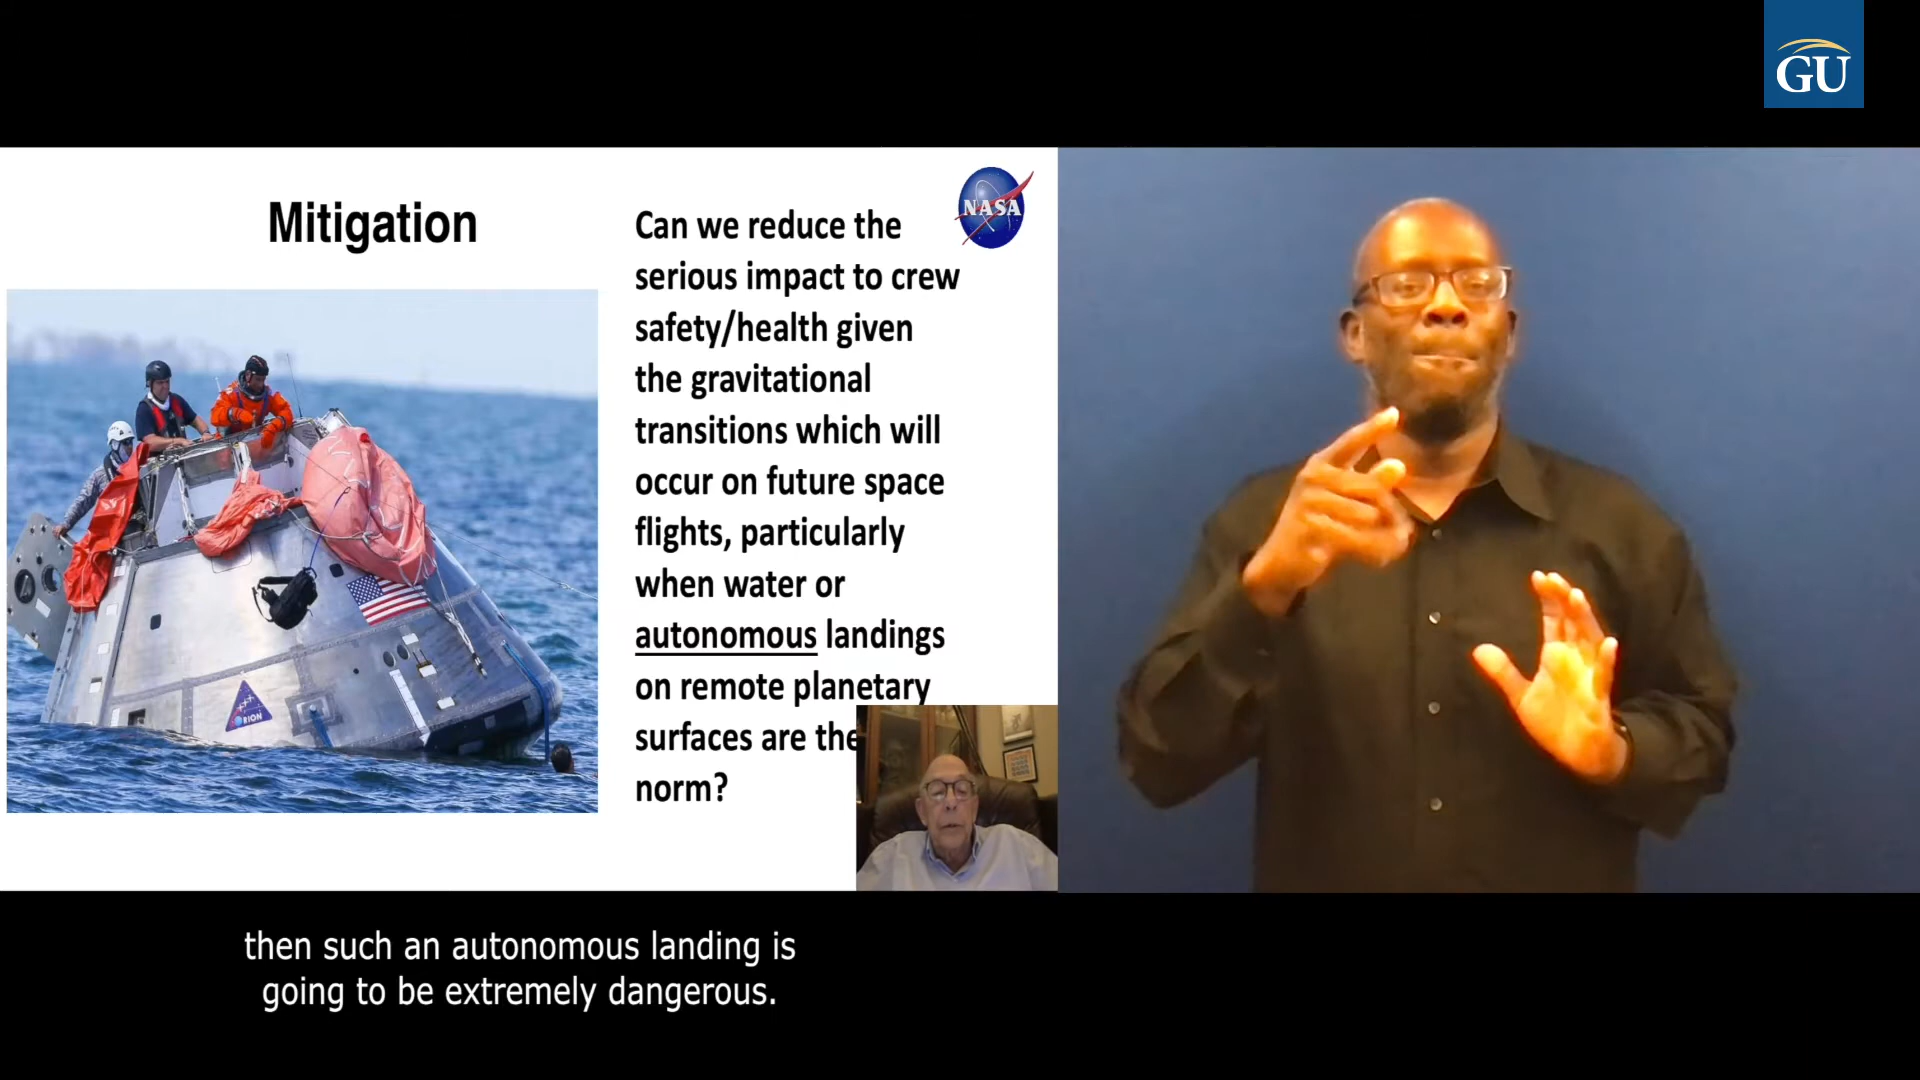 GU
Mitigation
NASA
Can we reduce the
serious impact to crew
safety/health given
the gravitational
transitions which will
occur on future space
flights, particularly
when water or
autonomous landings
on remote planetary
surfaces are the
norm?
ORION
then such an autonomous landing is
going to be extremely dangerous.